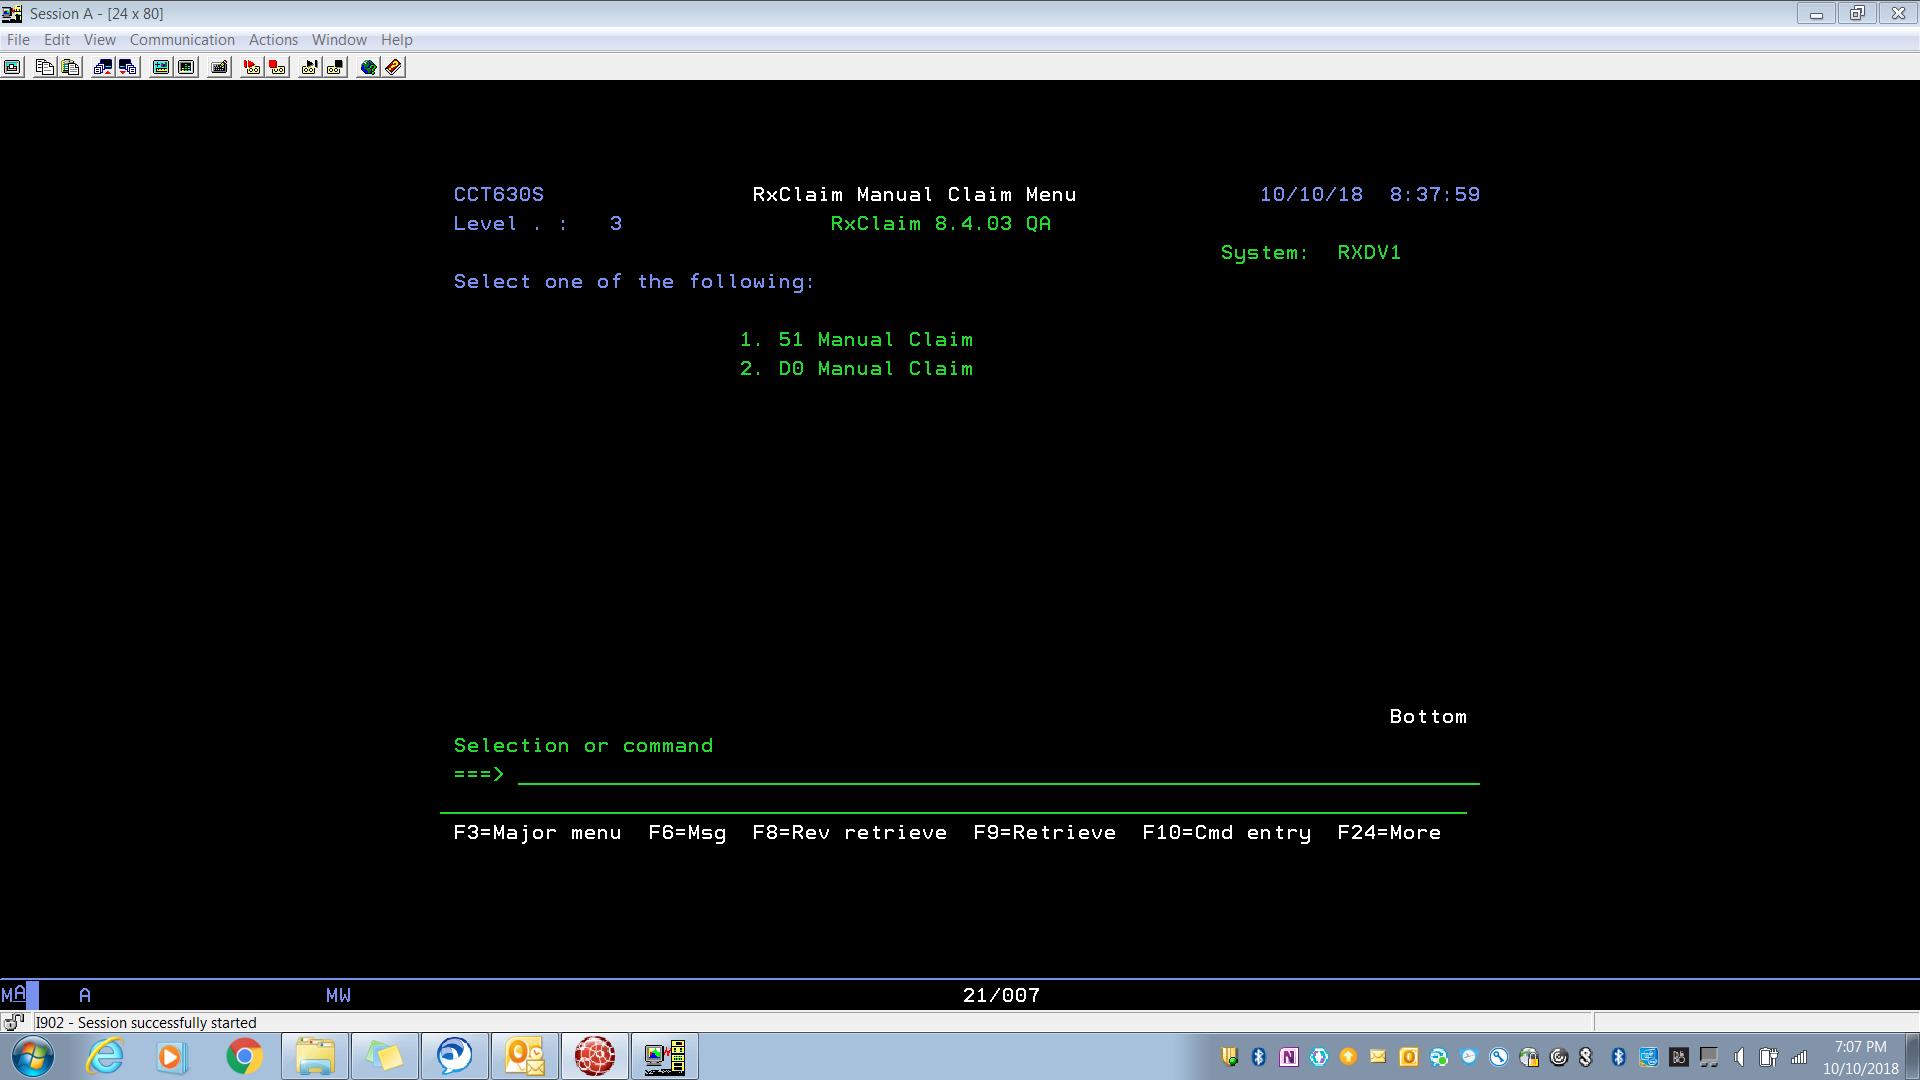 Session A - [24 x 80]
File Edit View Communication Actions Window Help
CCT630S RxClaim Manual Claim Menu 10/10/18 8:37:59
Level . : 3 RxClaim 8.4.03 QA
System: RXDV1
Select one of the following:
1. 51 Manual Claim
2. D0 Manual Claim
Bottom
Selection or command
===>
F3=Major menu F6=Msg F8=Rev retrieve F9=Retrieve F10=Cmd entry F24=More
MA A MW 21/007
I902 - Session successfully started
7:07 PM
10/10/2018